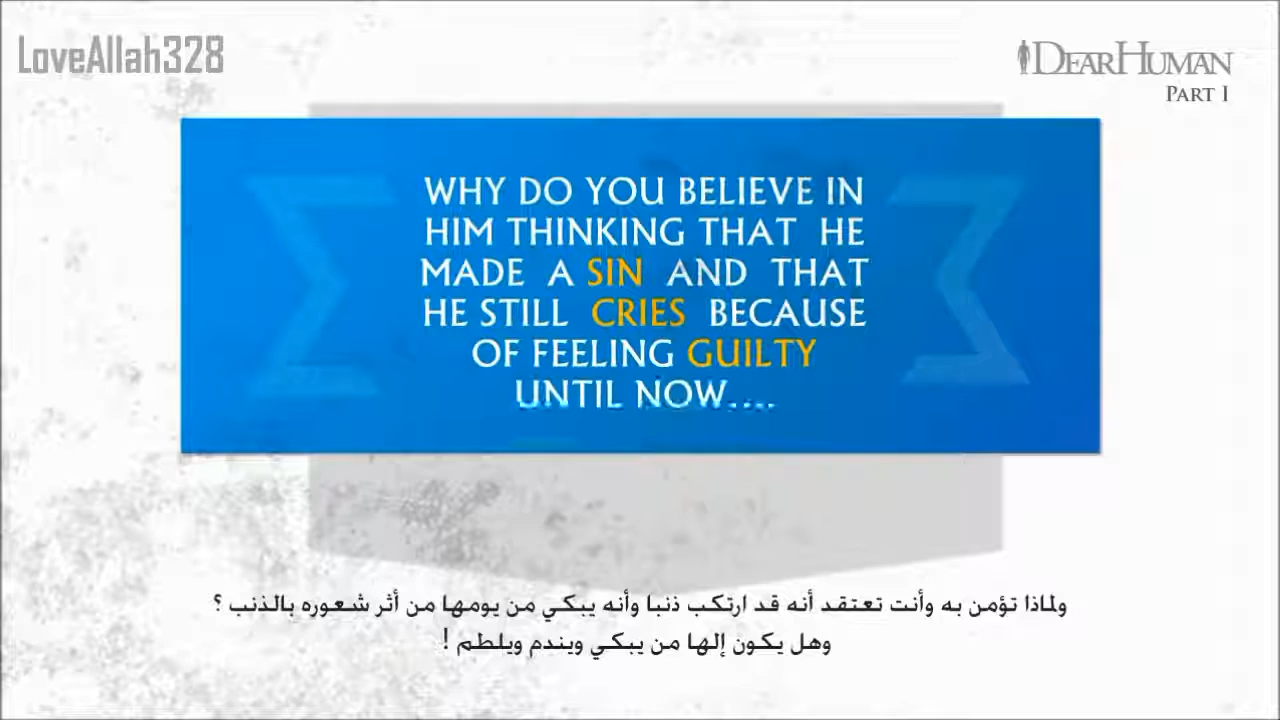 LoveAllah328
DEARHUMAN
PART I
WHY DO YOU BELIEVE IN
HIM THINKING THAT HE
MADE A SIN AND THAT
HE STILL CRIES BECAUSE
OF FEELING GUILTY
UNTIL NOW....
ولماذا تؤمن به وأنت تعتقد أنه قد ارتكب ذنبا وأنه يبكي من يومها من أثر شعوره بالذنب ؟
وهل يكون إلها من يبكي ويندم ويلطم !